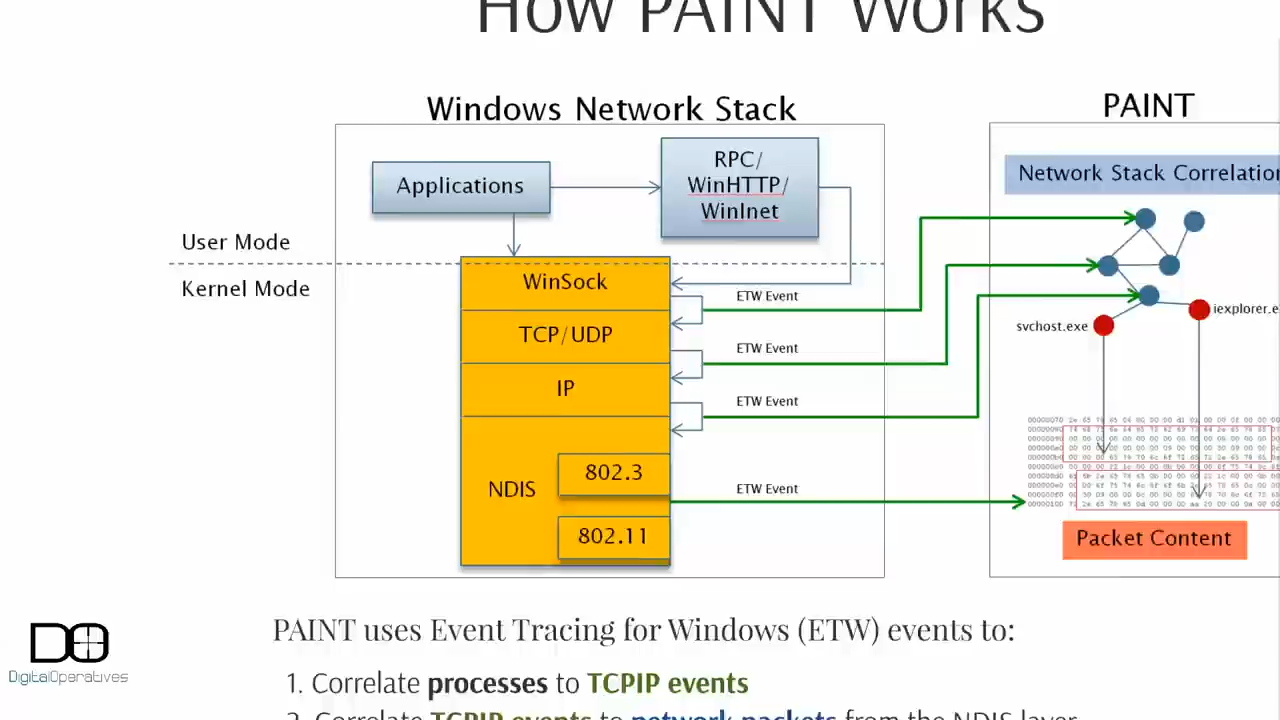 How PAINT Works
Windows Network Stack
PAINT
Applications
RPC/
WinHTTP/
WinInet
Network Stack Correlation
User Mode
Kernel Mode
WinSock
ETW Event
TCP/UDP
ETW Event
IP
ETW Event
svchost.exe
iexplorer.e
NDIS
802.3
ETW Event
802.11
Packet Content
PAINT uses Event Tracing for Windows (ETW) events to:
1. Correlate processes to TCPIP events
2. Correlate TCPIP events to network packets from the NDIS layer
DO
DigitalOperatives